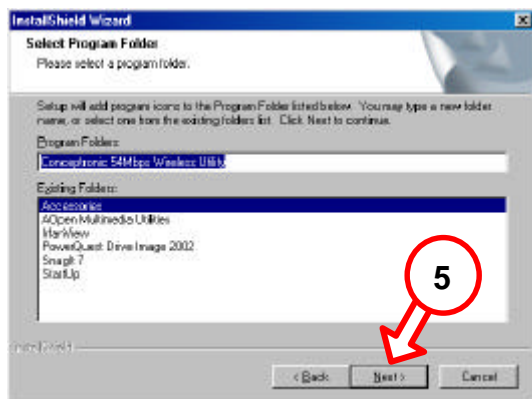 InstallShield Wizard
Select Program Folder
Please select a program folder.
Setup will add program icons to the Program Folder listed below. You may type a new folder
name, or select one from the existing folders list. Click Next to continue.
Program Folders:
Conceptronic 54Mbps Wireless Utility
Existing Folders:
Accessories
AOpen Multimedia Utilities
PowerQuest Drive Image 2002
SnagIt 7
StartUp
5
InstallShield
< Back
Next >
Cancel